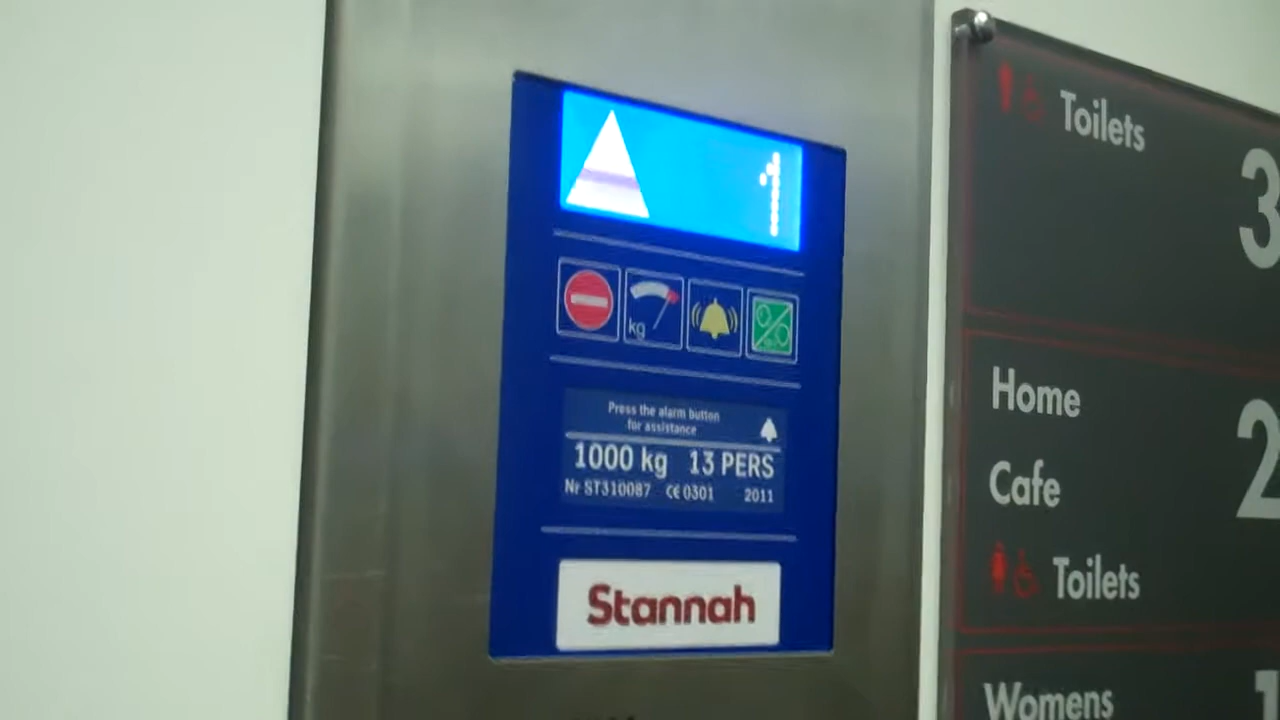 1
kg
Press the alarm button
for assistance
1000 kg 13 PERS
Nr ST310087 CE 0301 2011
Stannah
Toilets
3
Home
2
Cafe
Toilets
Womens 1